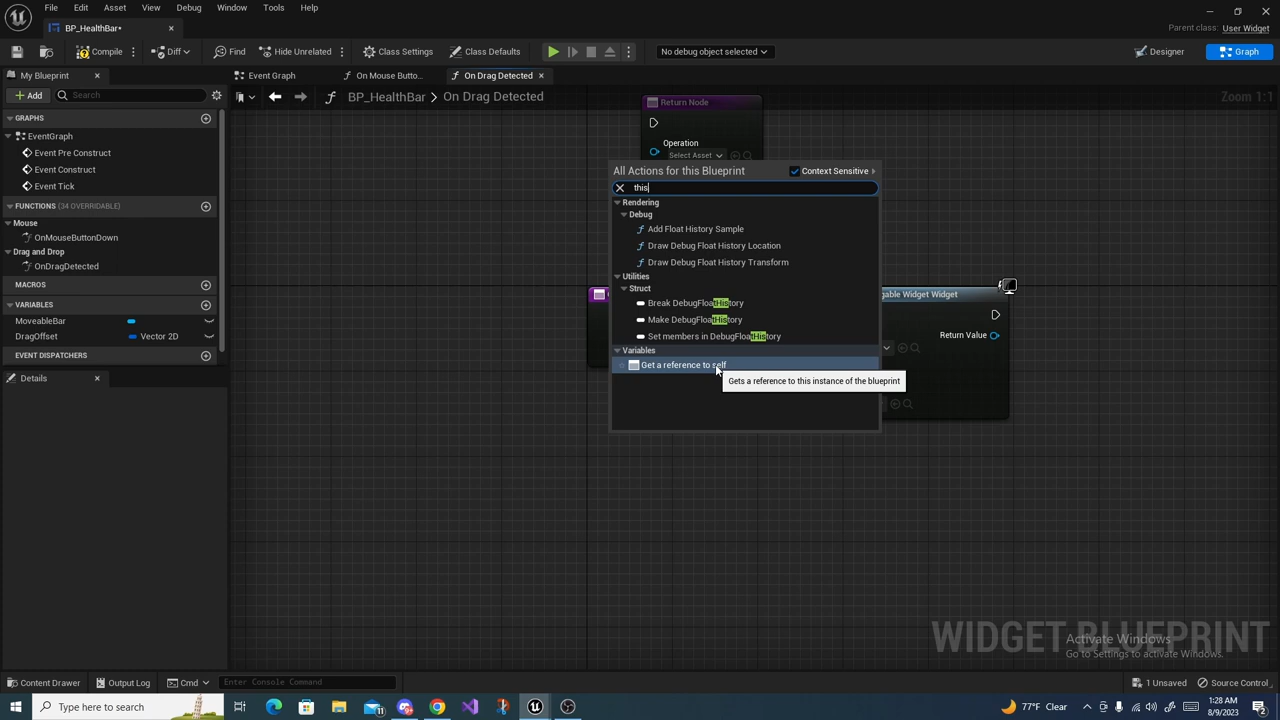 File Edit Asset View Debug Window Tools Help
BP_HealthBar*
Parent class: User Widget
Compile Diff Find Hide Unrelated Class Settings Class Defaults No debug object selected Designer Graph
My Blueprint Event Graph On Mouse Butto... On Drag Detected
Add Search BP_HealthBar > On Drag Detected Zoom 1:1
GRAPHS
EventGraph
Event Pre Construct
Event Construct
Event Tick
FUNCTIONS (34 OVERRIDABLE)
Mouse
OnMouseButtonDown
Drag and Drop
OnDragDetected
MACROS
VARIABLES
MoveableBar
DragOffset Vector 2D
EVENT DISPATCHERS
Details
Return Node
Operation
Select Asset
All Actions for this Blueprint Context Sensitive
this
Rendering
Debug
Add Float History Sample
Draw Debug Float History Location
Draw Debug Float History Transform
Utilities
Struct
Break DebugFloatHistory
Make DebugFloatHistory
Set members in DebugFloatHistory
Variables
Get a reference to self
Gets a reference to this instance of the blueprint
gable Widget Widget
Return Value
WIDGET BLUEPRINT
Activate Windows
Go to Settings to activate Windows.
Content Drawer Output Log Cmd Enter Console Command 1 Unsaved Source Control
Type here to search 77°F Clear 1:28 AM
8/9/2023
2